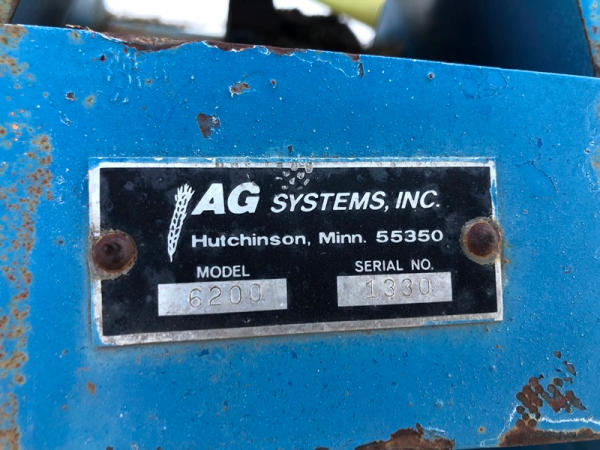 AG SYSTEMS, INC.
Hutchinson, Minn. 55350
MODEL
6200
SERIAL NO.
1330